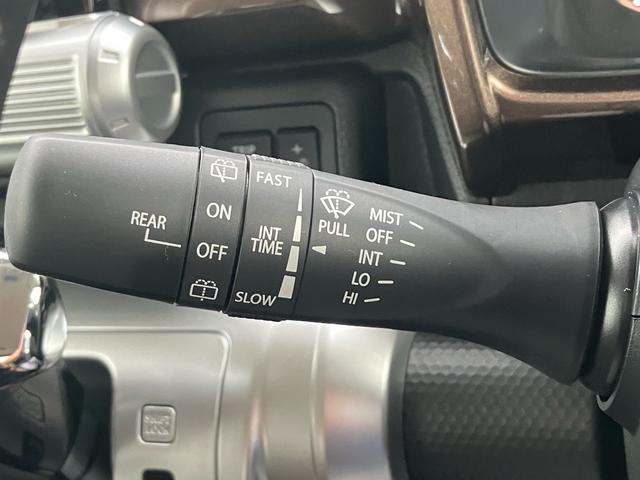 REAR
ON
OFF
FAST
INT
TIME
SLOW
PULL
MIST
OFF
INT
LO
HI
+